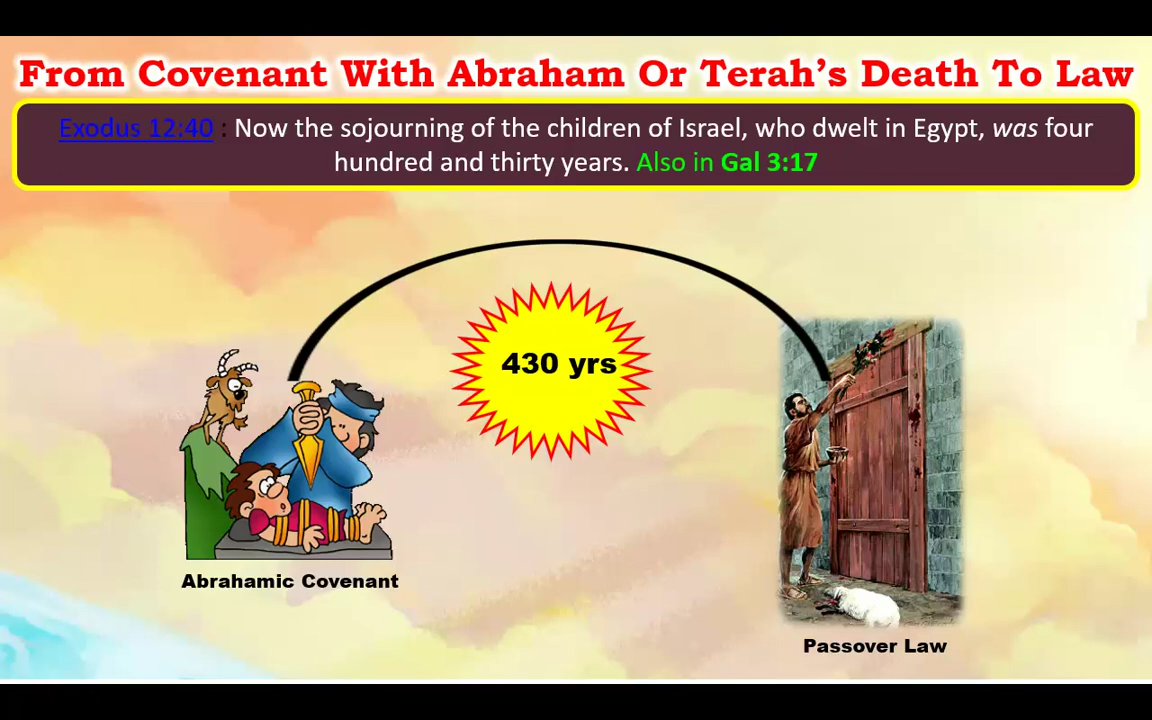 From Covenant With Abraham Or Terah’s Death To Law
Exodus 12:40 : Now the sojourning of the children of Israel, who dwelt in Egypt, was four
hundred and thirty years. Also in Gal 3:17
430 yrs
Abrahamic Covenant
Passover Law